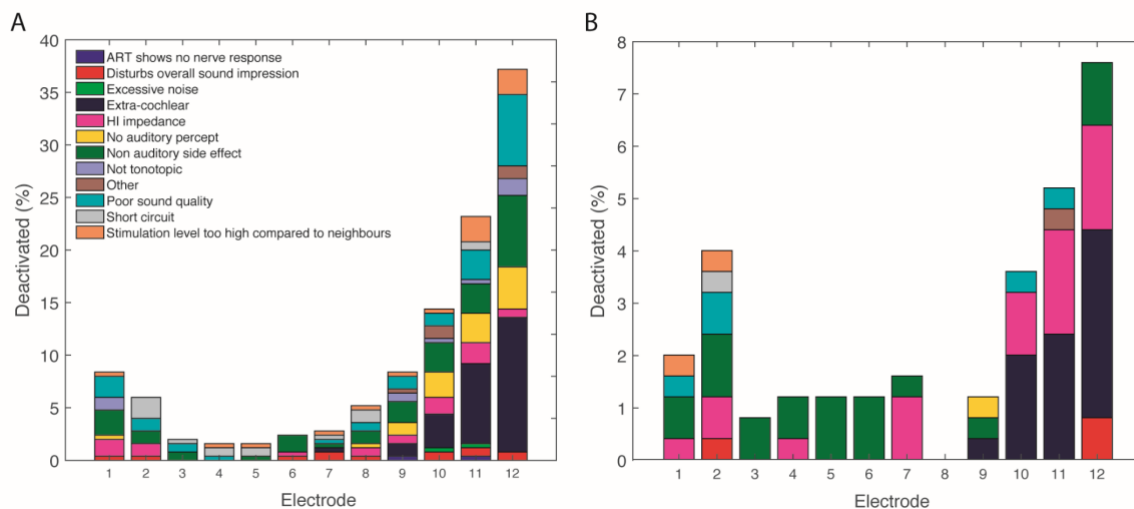 A
40
35
30
25
20
15
10
5
0
Deactivated (%)
ART shows no nerve response
Disturbs overall sound impression
Excessive noise
Extra-cochlear
HI impedance
No auditory percept
Non auditory side effect
Not tonotopic
Other
Poor sound quality
Short circuit
Stimulation level too high compared to neighbours
1 2 3 4 5 6 7 8 9 10 11 12
Electrode
B
8
7
6
5
4
3
2
1
0
Deactivated (%)
1 2 3 4 5 6 7 8 9 10 11 12
Electrode